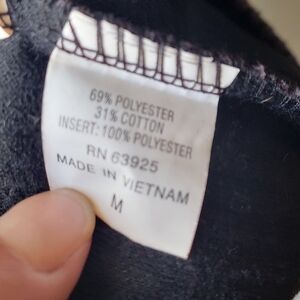 69% POLYESTER
31% COTTON
INSERT:100% POLYESTER
RN 63925
MADE IN VIETNAM
M